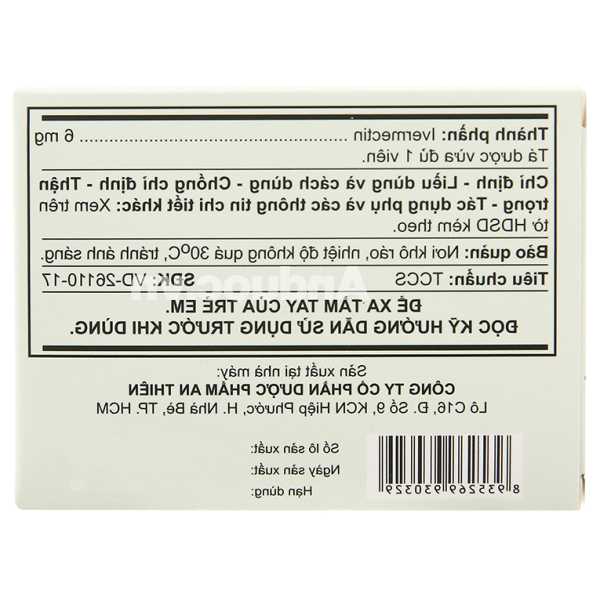 Thành phần: Ivermectin ........................................ 6 mg
Tá dược vừa đủ 1 viên.
Chỉ định - Liều dùng và cách dùng - Chống chỉ định - Thận
trọng - Tác dụng phụ và các thông tin chi tiết khác: Xem trên
tờ HDSD kèm theo.
Bảo quản: Nơi khô ráo, nhiệt độ không quá 30⁰C, tránh ánh sáng.
Tiêu chuẩn: TCCS SĐK: VD-26110-17
ĐỂ XA TẦM TAY CỦA TRẺ EM.
ĐỌC KỸ HƯỚNG DẪN SỬ DỤNG TRƯỚC KHI DÙNG.
Sản xuất tại nhà máy:
CÔNG TY CỔ PHẦN DƯỢC PHẨM AN THIÊN
Lô C16, Đ. Số 9, KCN Hiệp Phước, H. Nhà Bè, TP. HCM
Số lô sản xuất:
Ngày sản xuất:
Hạn dùng:
8 935269 930329